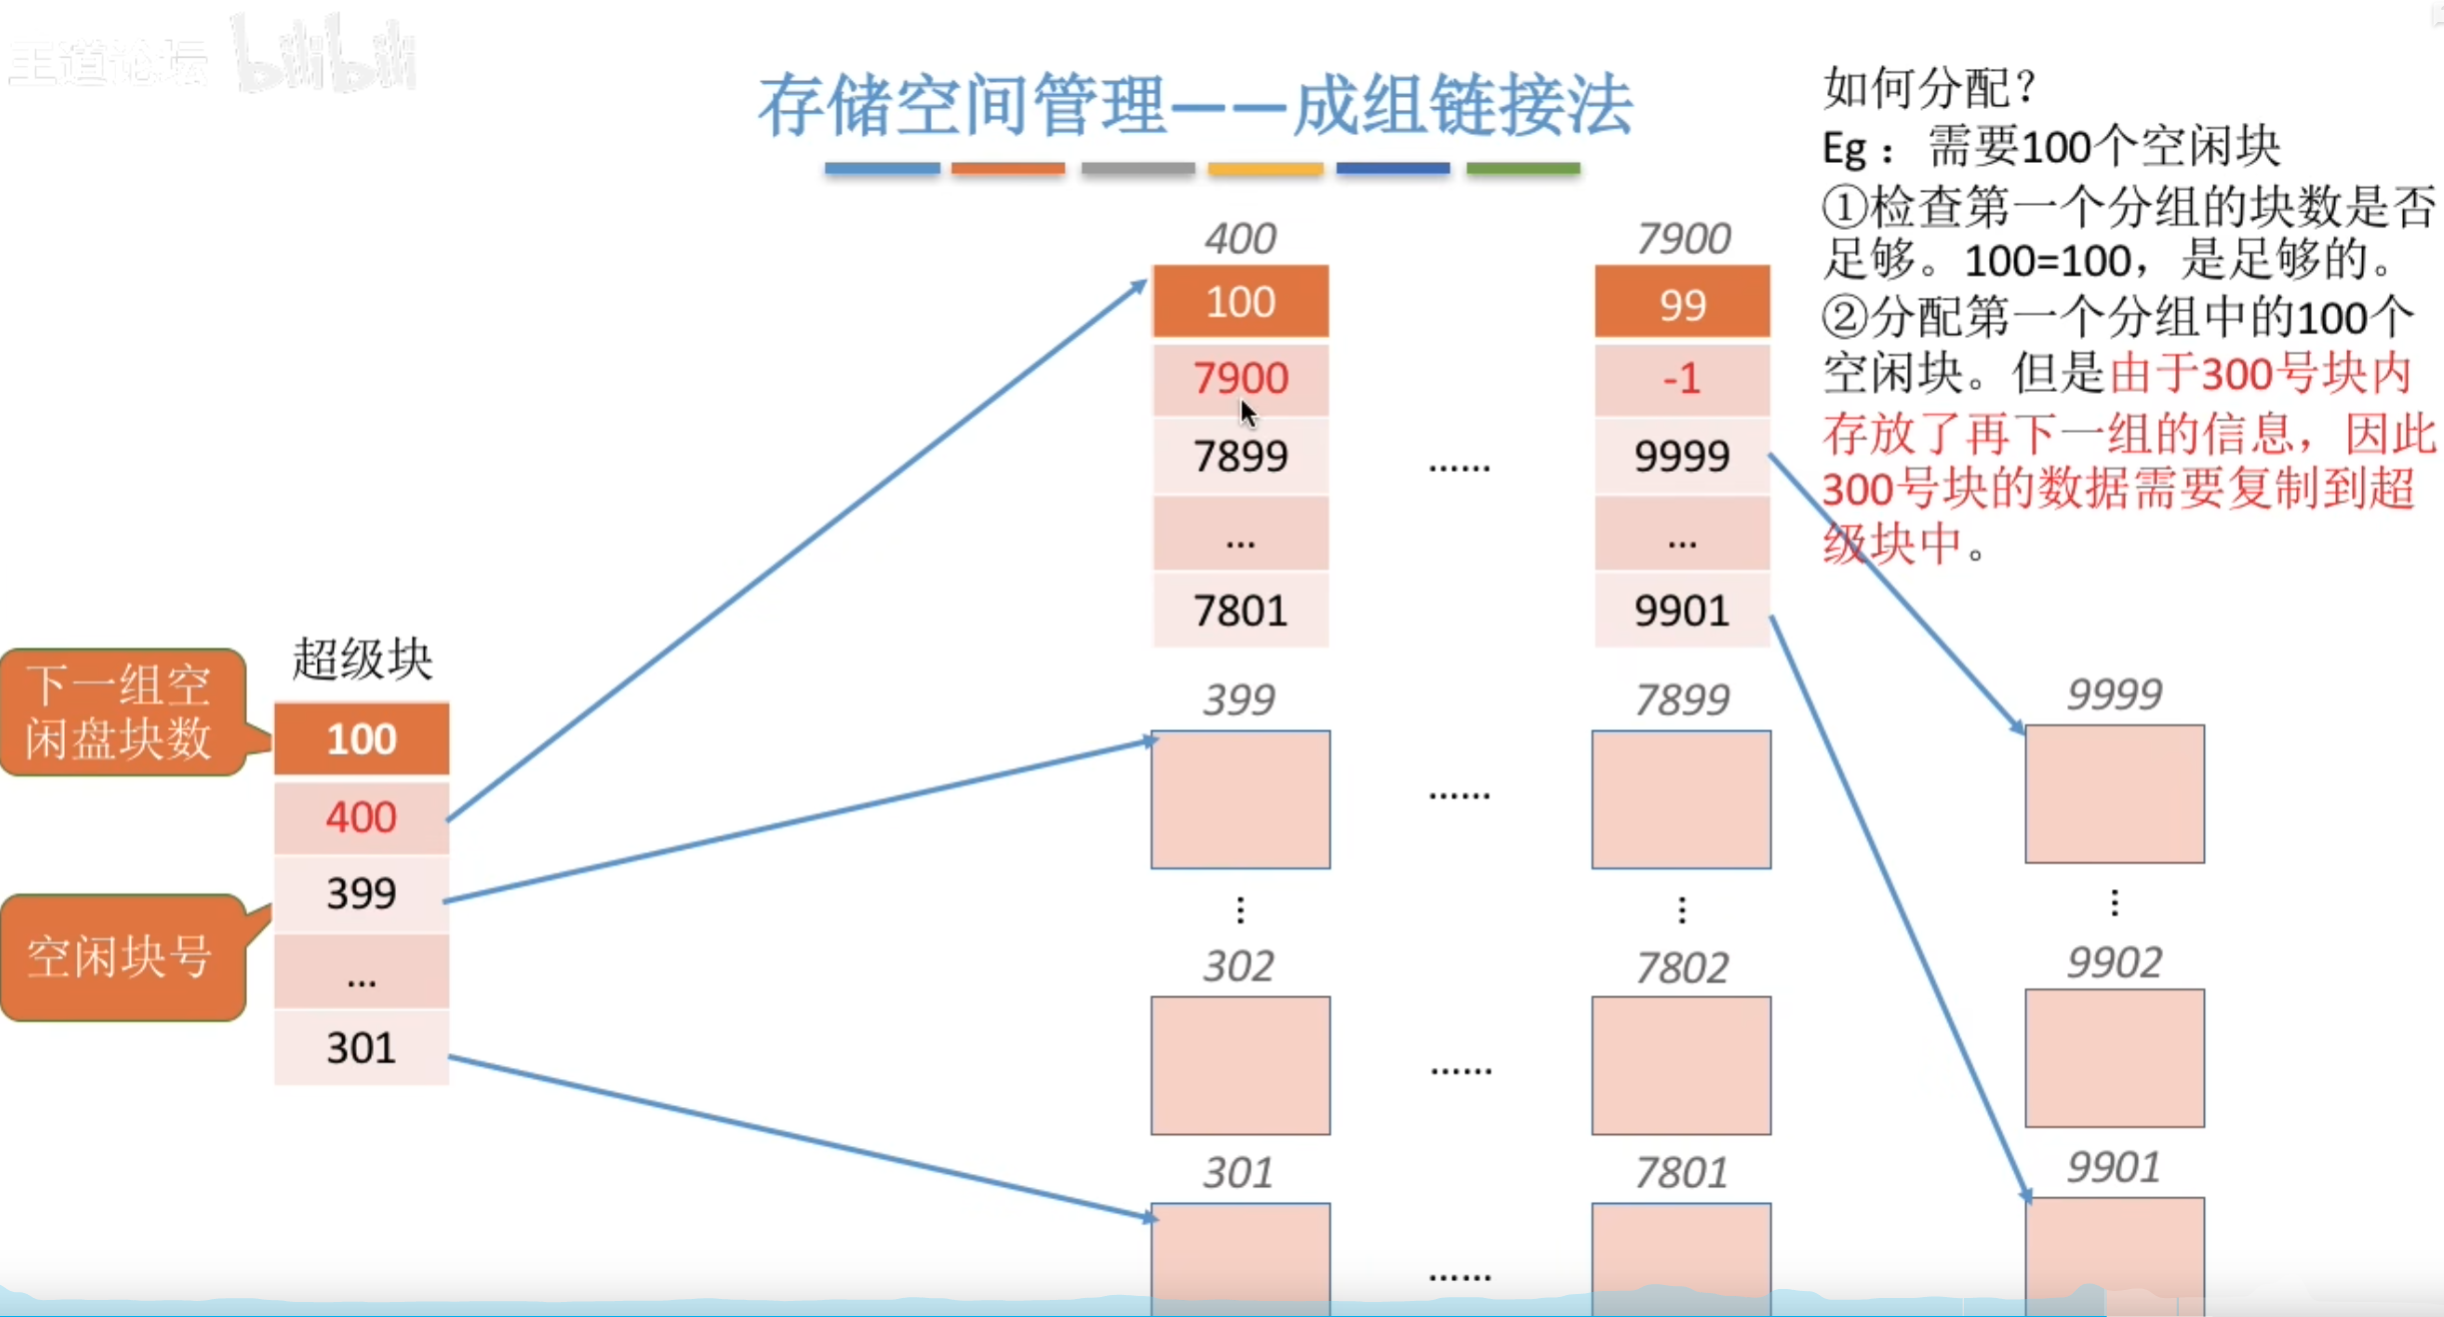 王道论坛 bilibili
存储空间管理——成组链接法
如何分配？
Eg： 需要100个空闲块
①检查第一个分组的块数是否
足够。100=100，是足够的。
②分配第一个分组中的100个
空闲块。但是由于300号块内
存放了再下一组的信息，因此
300号块的数据需要复制到超
级块中。
400
100
7900
7899
...
7801
......
7900
99
-1
9999
...
9901
超级块
下一组空
闲盘块数
100
400
399
...
301
空闲块号
399
......
7899
9999
...
...
...
302
......
7802
9902
301
......
7801
9901